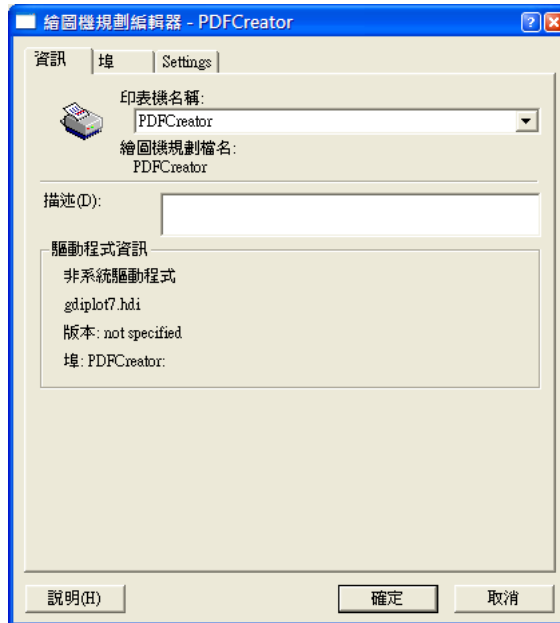 繪圖機規劃編輯器 - PDFCreator
資訊
埠
Settings
印表機名稱:
PDFCreator
繪圖機規劃檔名:
PDFCreator
描述(D):
驅動程式資訊
非系統驅動程式
gdiplot7.hdi
版本: not specified
埠: PDFCreator:
說明(H)
確定
取消